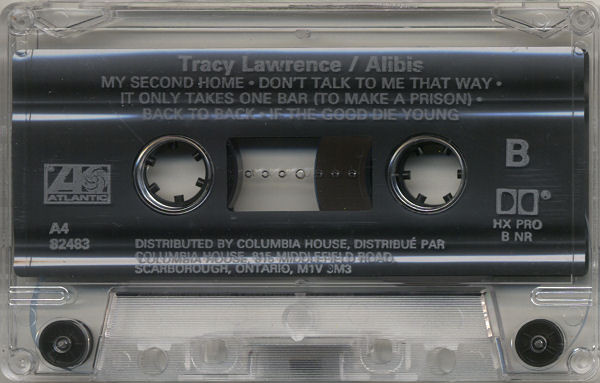 Tracy Lawrence / Alibis
MY SECOND HOME • DON'T TALK TO ME THAT WAY •
IT ONLY TAKES ONE BAR (TO MAKE A PRISON) •
BACK TO BACK • IF THE GOOD DIE YOUNG
B
ATLANTIC
A4
82483
HX PRO
B NR
DISTRIBUTED BY COLUMBIA HOUSE, DISTRIBUÉ PAR
COLUMBIA HOUSE, 815 MIDDLEFIELD ROAD,
SCARBOROUGH, ONTARIO, M1V 3M3